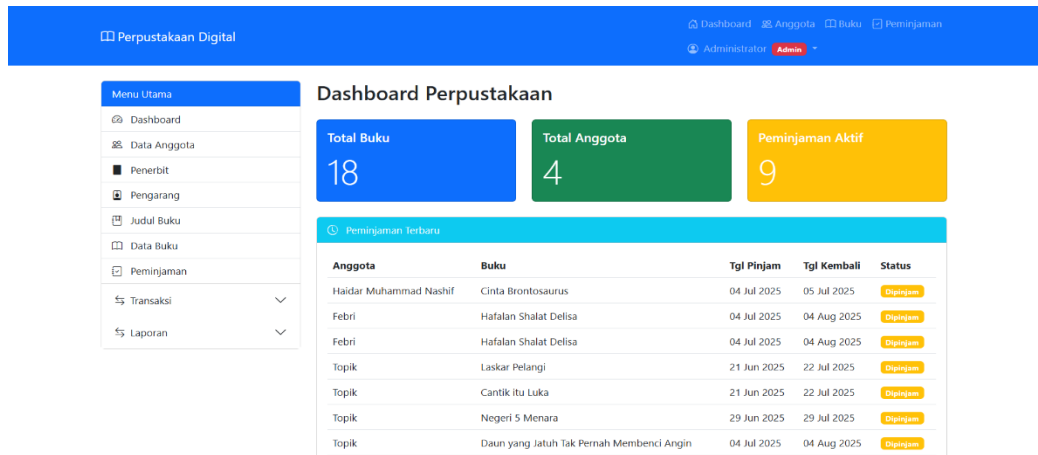 Perpustakaan Digital
Dashboard Anggota Buku Peminjaman
Administrator Admin
Menu Utama
Dashboard
Data Anggota
Penerbit
Pengarang
Judul Buku
Data Buku
Peminjaman
Transaksi
Laporan
Dashboard Perpustakaan
Total Buku
18
Total Anggota
4
Peminjaman Aktif
9
Peminjaman Terbaru
Anggota Buku Tgl Pinjam Tgl Kembali Status
Haidar Muhammad Nashif Cinta Brontosaurus 04 Jul 2025 05 Jul 2025 Dipinjam
Febri Hafalan Shalat Delisa 04 Jul 2025 04 Aug 2025 Dipinjam
Febri Hafalan Shalat Delisa 04 Jul 2025 04 Aug 2025 Dipinjam
Topik Laskar Pelangi 21 Jun 2025 22 Jul 2025 Dipinjam
Topik Cantik itu Luka 21 Jun 2025 22 Jul 2025 Dipinjam
Topik Negeri 5 Menara 29 Jun 2025 29 Jul 2025 Dipinjam
Topik Daun yang Jatuh Tak Pernah Membenci Angin 04 Jul 2025 04 Aug 2025 Dipinjam